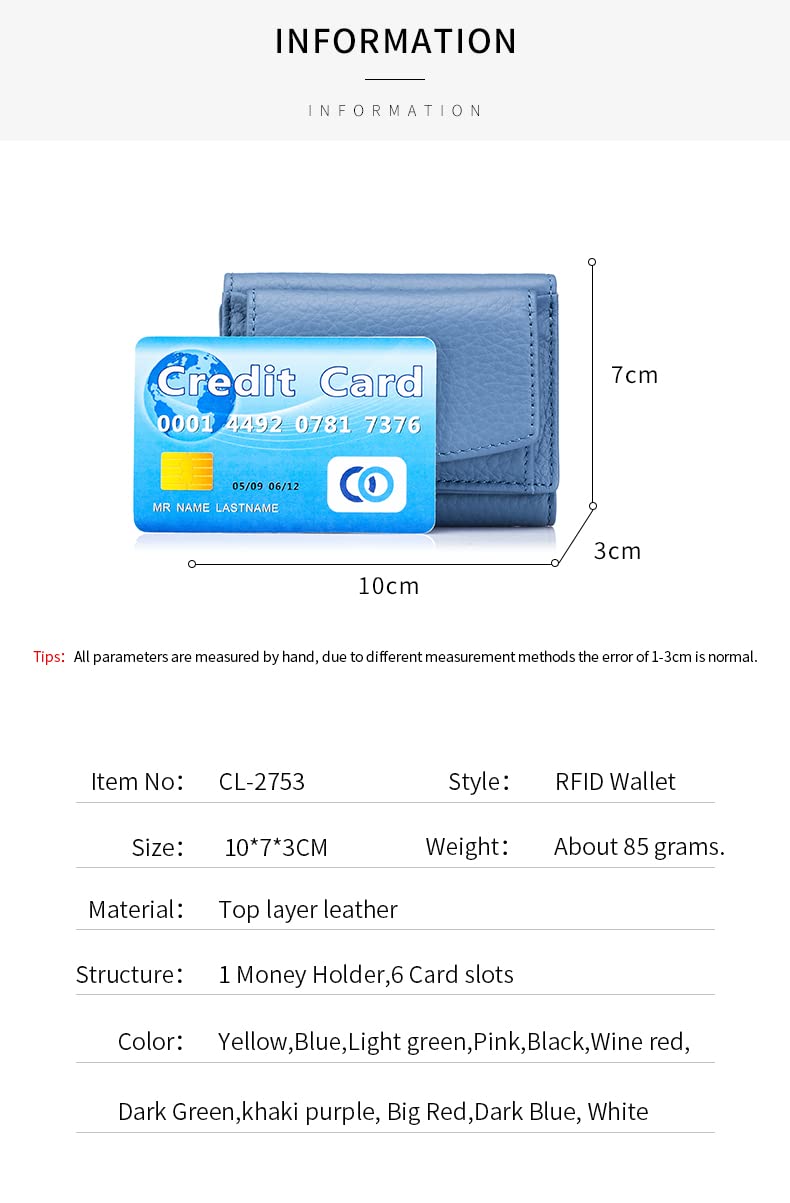 INFORMATION
INFORMATION
7cm
Credit Card
0001 4492 0781 7376
05/09 06/12
MR NAME LASTNAME
3cm
10cm
Tips: All parameters are measured by hand, due to different measurement methods the error of 1-3cm is normal.
Item No: CL-2753 Style: RFID Wallet
Size: 10*7*3CM Weight: About 85 grams.
Material: Top layer leather
Structure: 1 Money Holder,6 Card slots
Color: Yellow,Blue,Light green,Pink,Black,Wine red,
Dark Green,khaki purple, Big Red,Dark Blue, White